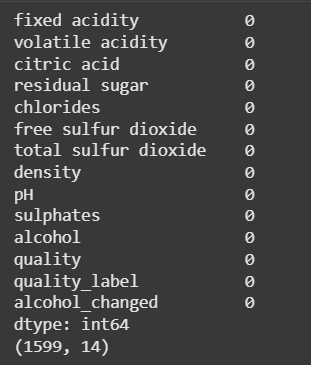 fixed acidity 0
volatile acidity 0
citric acid 0
residual sugar 0
chlorides 0
free sulfur dioxide 0
total sulfur dioxide 0
density 0
pH 0
sulphates 0
alcohol 0
quality 0
quality_label 0
alcohol_changed 0
dtype: int64
(1599, 14)